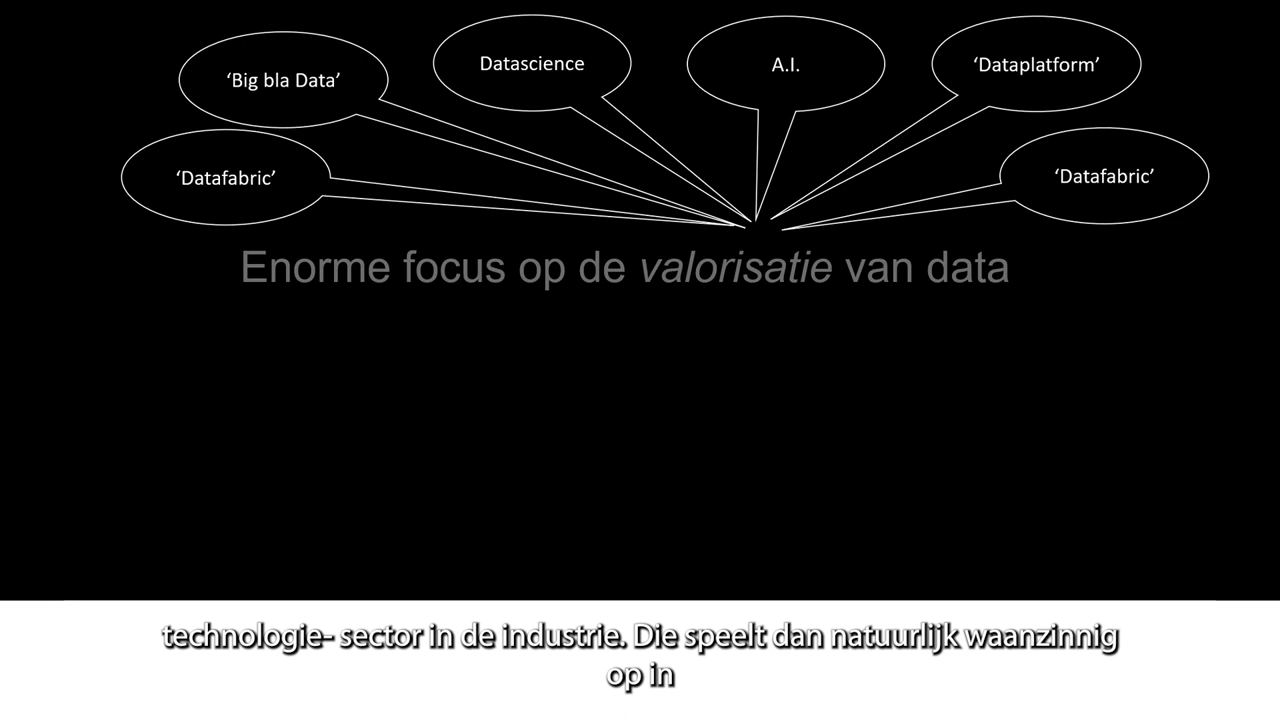 ‘Big bla Data’
Datascience
A.I.
‘Dataplatform’
‘Datafabric’
‘Datafabric’
Enorme focus op de valorisatie van data
technologie- sector in de industrie. Die speelt dan natuurlijk waanzinnig
op in